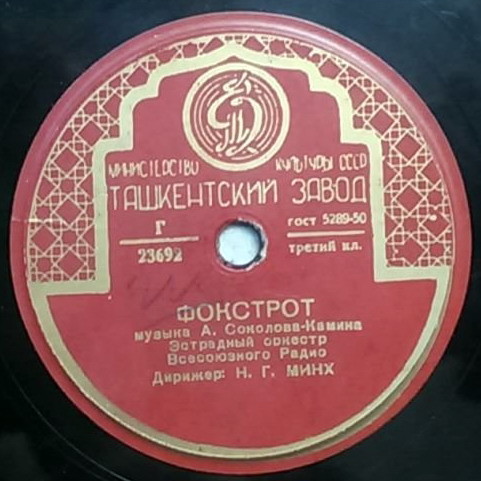 МИНИСТЕРСТВО КУЛЬТУРЫ СССР
ТАШКЕНТСКИЙ ЗАВОД
Г
23692
ГОСТ 5289-50
третий кл.
ФОКСТРОТ
музыка А. Соколова-Камина
Эстрадный оркестр
Всесоюзного Радио
Дирижер: Н. Г. МИНХ